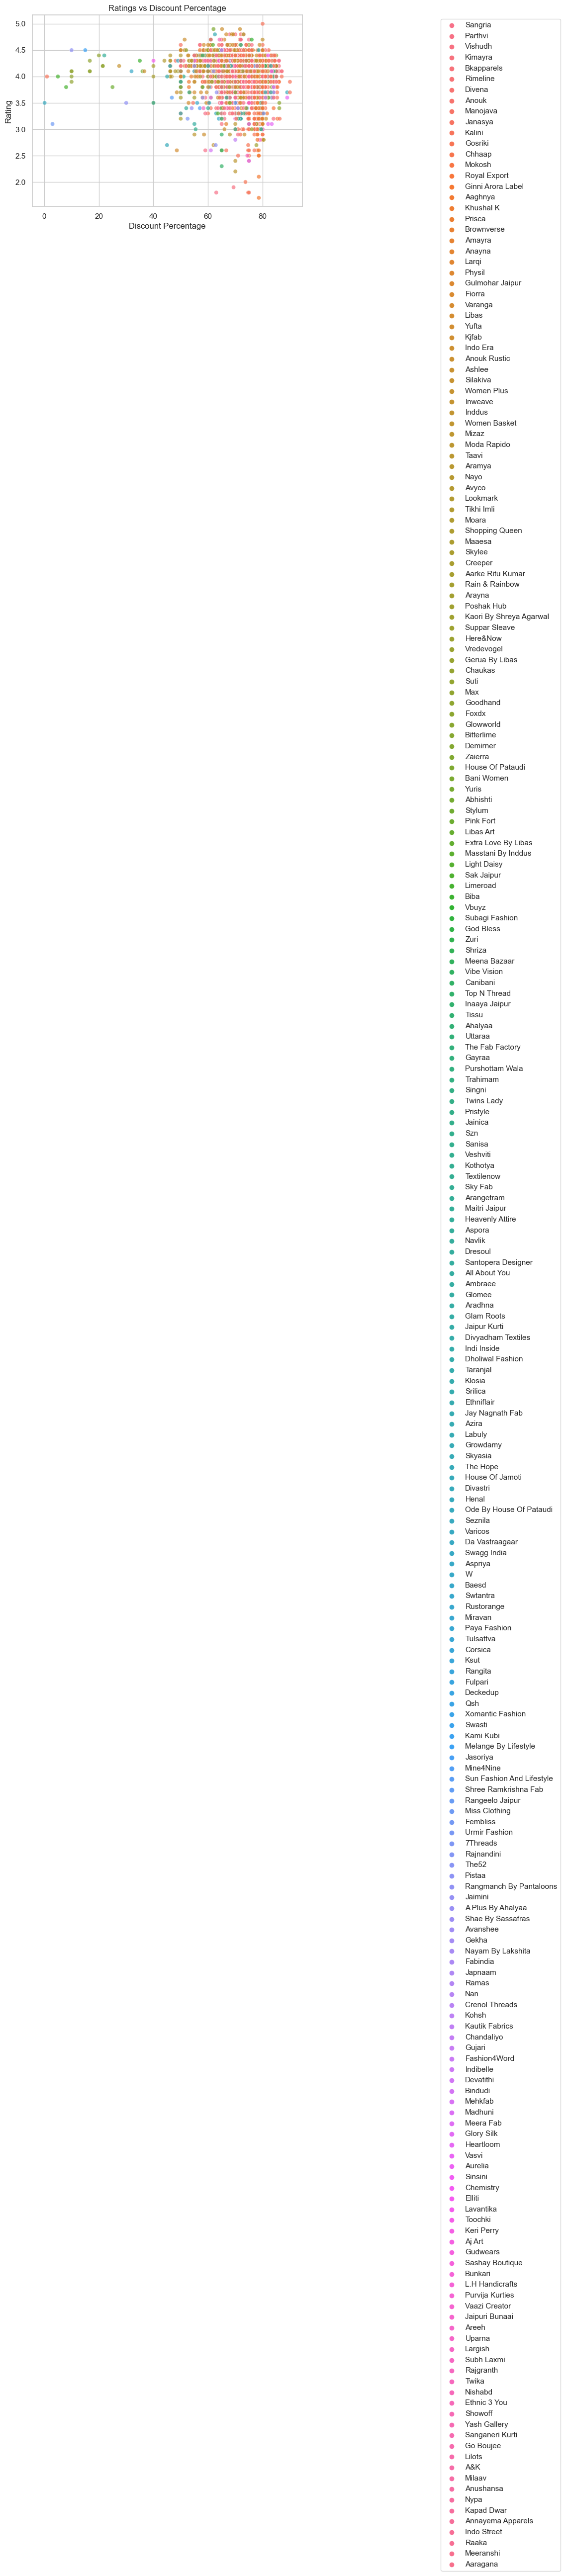 Ratings vs Discount Percentage
5.0
4.5
4.0
3.5
3.0
2.5
2.0
Rating
0
20
40
60
80
Discount Percentage
Sangria
Parthvi
Vishudh
Kimayra
Bkapparels
Rimeline
Divena
Anouk
Manojava
Janasya
Kalini
Gosriki
Chhaap
Mokosh
Royal Export
Ginni Arora Label
Aaghnya
Khushal K
Prisca
Brownverse
Amayra
Anayna
Larqi
Physil
Gulmohar Jaipur
Fiorra
Varanga
Libas
Yufta
Kjfab
Indo Era
Anouk Rustic
Ashlee
Silakiva
Women Plus
Inweave
Inddus
Women Basket
Mizaz
Moda Rapido
Taavi
Aramya
Nayo
Avyco
Lookmark
Tikhi Imli
Moara
Shopping Queen
Maaesa
Skylee
Creeper
Aarke Ritu Kumar
Rain & Rainbow
Arayna
Poshak Hub
Kaori By Shreya Agarwal
Suppar Sleave
Here&Now
Vredevogel
Gerua By Libas
Chaukas
Suti
Max
Goodhand
Foxdx
Glowworld
Bitterlime
Demirner
Zaierra
House Of Pataudi
Bani Women
Yuris
Abhishti
Stylum
Pink Fort
Libas Art
Extra Love By Libas
Masstani By Inddus
Light Daisy
Sak Jaipur
Limeroad
Biba
Vbuyz
Subagi Fashion
God Bless
Zuri
Shriza
Meena Bazaar
Vibe Vision
Canibani
Top N Thread
Inaaya Jaipur
Tissu
Ahalyaa
Uttaraa
The Fab Factory
Gayraa
Purshottam Wala
Trahimam
Singni
Twins Lady
Pristyle
Jainica
Szn
Sanisa
Veshviti
Kothotya
Textilenow
Sky Fab
Arangetram
Maitri Jaipur
Heavenly Attire
Aspora
Navlik
Dresoul
Santopera Designer
All About You
Ambraee
Glomee
Aradhna
Glam Roots
Jaipur Kurti
Divyadham Textiles
Indi Inside
Dholiwal Fashion
Taranjal
Klosia
Srilica
Ethniflair
Jay Nagnath Fab
Azira
Labuly
Growdamy
Skyasia
The Hope
House Of Jamoti
Divastri
Henal
Ode By House Of Pataudi
Seznila
Varicos
Da Vastraagaar
Swagg India
Aspriya
W
Baesd
Swtantra
Rustorange
Miravan
Paya Fashion
Tulsattva
Corsica
Ksut
Rangita
Fulpari
Deckedup
Qsh
Xomantic Fashion
Swasti
Kami Kubi
Melange By Lifestyle
Jasoriya
Mine4Nine
Sun Fashion And Lifestyle
Shree Ramkrishna Fab
Rangeelo Jaipur
Miss Clothing
Fembliss
Urmir Fashion
7Threads
Rajnandini
The52
Pistaa
Rangmanch By Pantaloons
Jaimini
A Plus By Ahalyaa
Shae By Sassafras
Avanshee
Gekha
Nayam By Lakshita
Fabindia
Japnaam
Ramas
Nan
Crenol Threads
Kohsh
Kautik Fabrics
Chandaliyo
Gujari
Fashion4Word
Indibelle
Devatithi
Bindudi
Mehkfab
Madhuni
Meera Fab
Glory Silk
Heartloom
Vasvi
Aurelia
Sinsini
Chemistry
Elliti
Lavantika
Toochki
Keri Perry
Aj Art
Gudwears
Sashay Boutique
Bunkari
L.H Handicrafts
Purvija Kurties
Vaazi Creator
Jaipuri Bunaai
Areeh
Uparna
Largish
Subh Laxmi
Rajgranth
Twika
Nishabd
Ethnic 3 You
Showoff
Yash Gallery
Sanganeri Kurti
Go Boujee
Lilots
A&K
Milaav
Anushansa
Nypa
Kapad Dwar
Annayema Apparels
Indo Street
Raaka
Meeranshi
Aaragana